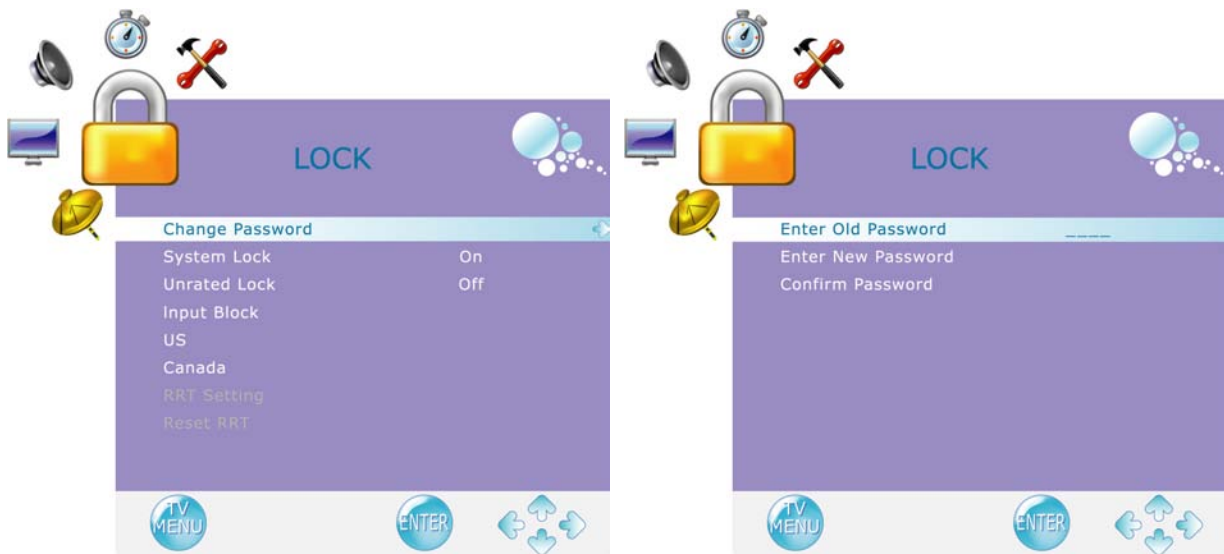 LOCK
Change Password
System Lock On
Unrated Lock Off
Input Block
US
Canada
RRT Setting
Reset RRT
TV
MENU
ENTER
LOCK
Enter Old Password _ _ _ _
Enter New Password
Confirm Password
TV
MENU
ENTER